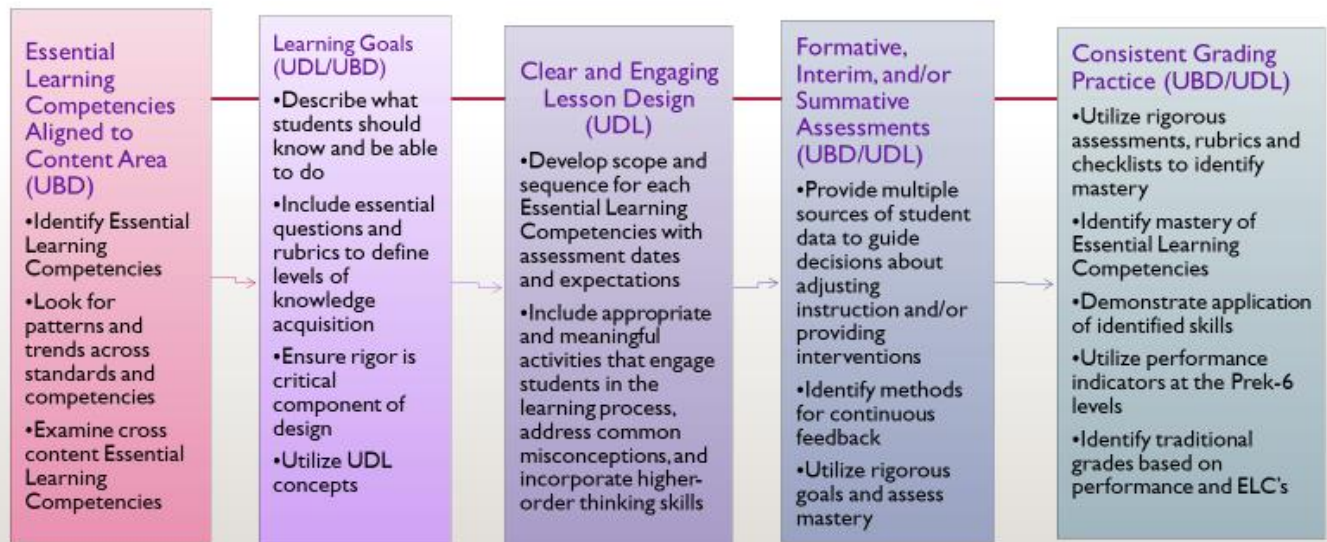 Essential
Learning
Competencies
Aligned to
Content Area
(UBD)
•Identify Essential
Learning
Competencies
•Look for
patterns and
trends across
standards and
competencies
•Examine cross
content Essential
Learning
Competencies
Learning Goals
(UDL/UBD)
•Describe what
students should
know and be able
to do
•Include essential
questions and
rubrics to define
levels of
knowledge
acquisition
•Ensure rigor is
critical
component of
design
•Utilize UDL
concepts
Clear and Engaging
Lesson Design
(UDL)
•Develop scope and
sequence for each
Essential Learning
Competencies with
assessment dates
and expectations
•Include appropriate
and meaningful
activities that engage
students in the
learning process,
address common
misconceptions, and
incorporate higher-
order thinking skills
Formative,
Interim, and/or
Summative
Assessments
(UBD/UDL)
•Provide multiple
sources of student
data to guide
decisions about
adjusting
instruction and/or
providing
interventions
•Identify methods
for continuous
feedback
•Utilize rigorous
goals and assess
mastery
Consistent Grading
Practice (UBD/UDL)
•Utilize rigorous
assessments, rubrics and
checklists to identify
mastery
•Identify mastery of
Essential Learning
Competencies
•Demonstrate application
of identified skills
•Utilize performance
indicators at the Prek-6
levels
•Identify traditional
grades based on
performance and ELC's